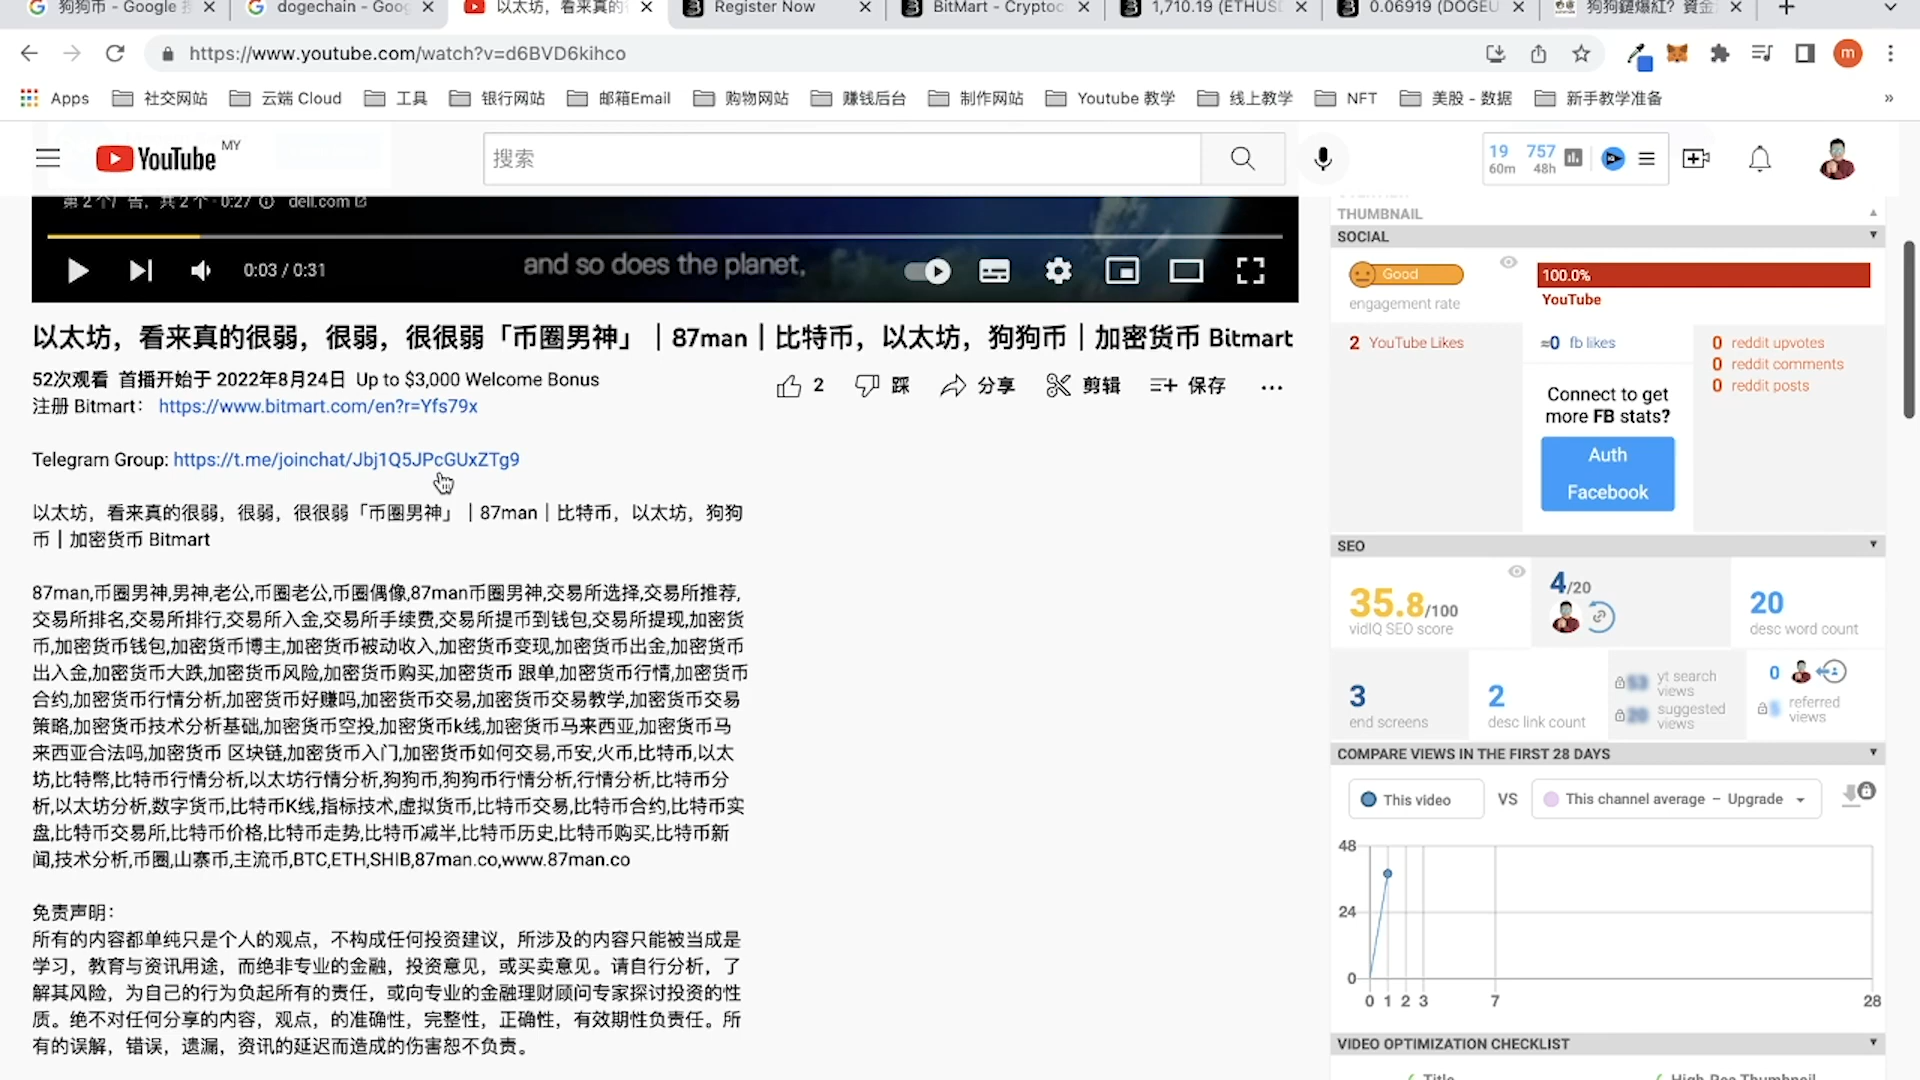 狗狗币 - Google
dogechain - Goog
以太坊，看来真的
Register Now
BitMart - Cryptoc
1,710.19 (ETHUS
0.06919 (DOGEU
狗狗鏈爆紅？資金
https://www.youtube.com/watch?v=d6BVD6kihco
m
Apps 社交网站 云端 Cloud 工具 银行网站 邮箱Email 购物网站 赚钱后台 制作网站 Youtube 教学 线上教学 NFT 美股 - 数据 新手教学准备 »
YouTube MY
搜索
19 757
60m 48h
第 2 个广告，共 2 个 · 0:27 dell.com
and so does the planet,
0:03 / 0:31
以太坊，看来真的很弱，很弱，很很弱「币圈男神」｜87man｜比特币，以太坊，狗狗币｜加密货币 Bitmart
52次观看 首播开始于 2022年8月24日 Up to $3,000 Welcome Bonus
2 踩 分享 剪辑 保存 ...
注册 Bitmart： https://www.bitmart.com/en?r=Yfs79x
Telegram Group: https://t.me/joinchat/Jbj1Q5JPcGUxZTg9
以太坊，看来真的很弱，很弱，很很弱「币圈男神」｜87man｜比特币，以太坊，狗狗
币｜加密货币 Bitmart
87man,币圈男神,男神,老公,币圈老公,币圈偶像,87man币圈男神,交易所选择,交易所推荐,
交易所排名,交易所排行,交易所入金,交易所手续费,交易所提币到钱包,交易所提现,加密货
币,加密货币钱包,加密货币博主,加密货币被动收入,加密货币变现,加密货币出金,加密货币
出入金,加密货币大跌,加密货币风险,加密货币购买,加密货币 跟单,加密货币行情,加密货币
合约,加密货币行情分析,加密货币好赚吗,加密货币交易,加密货币交易教学,加密货币交易
策略,加密货币技术分析基础,加密货币空投,加密货币k线,加密货币马来西亚,加密货币马
来西亚合法吗,加密货币 区块链,加密货币入门,加密货币如何交易,币安,火币,比特币,以太
坊,比特幣,比特币行情分析,以太坊行情分析,狗狗币,狗狗币行情分析,行情分析,比特币分
析,以太坊分析,数字货币,比特币K线,指标技术,虚拟货币,比特币交易,比特币合约,比特币实
盘,比特币交易所,比特币价格,比特币走势,比特币减半,比特币历史,比特币购买,比特币新
闻,技术分析,币圈,山寨币,主流币,BTC,ETH,SHIB,87man.co,www.87man.co
免责声明：
所有的内容都单纯只是个人的观点，不构成任何投资建议，所涉及的内容只能被当成是
学习，教育与资讯用途，而绝非专业的金融，投资意见，或买卖意见。请自行分析，了
解其风险，为自己的行为负起所有的责任，或向专业的金融理财顾问专家探讨投资的性
质。绝不对任何分享的内容，观点，的准确性，完整性，正确性，有效期性负责任。所
有的误解，错误，遗漏，资讯的延迟而造成的伤害恕不负责。
THUMBNAIL
SOCIAL
Good
engagement rate
100.0%
YouTube
2 YouTube Likes
≈0 fb likes
0 reddit upvotes
0 reddit comments
0 reddit posts
Connect to get
more FB stats?
Auth
Facebook
SEO
35.8/100
vidIQ SEO score
4/20
20
desc word count
3
end screens
2
desc link count
yt search
views
suggested
views
0
referred
views
COMPARE VIEWS IN THE FIRST 28 DAYS
This video VS This channel average – Upgrade
48
24
0
0 1 2 3 7 28
VIDEO OPTIMIZATION CHECKLIST
Title
High-Res Thumbnail